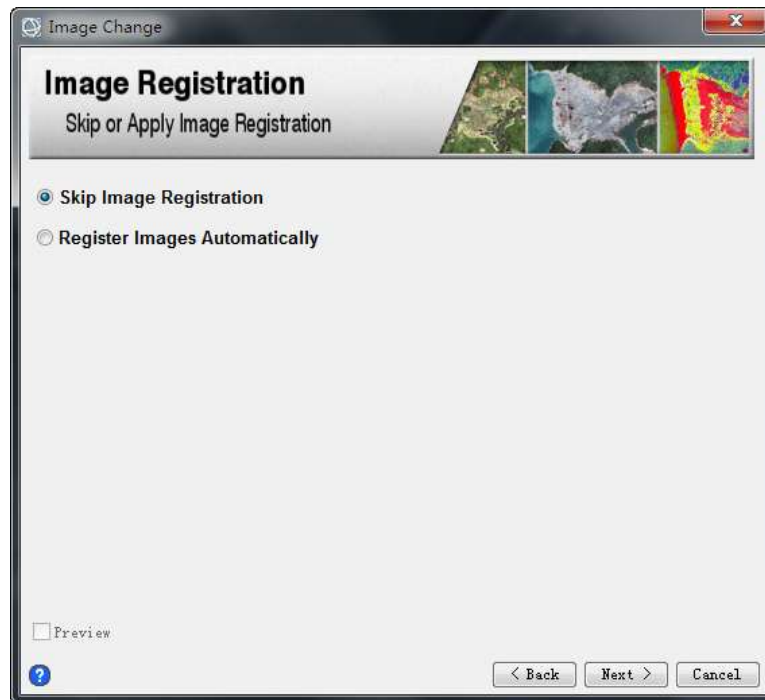 Image Change
Image Registration
Skip or Apply Image Registration
Skip Image Registration
Register Images Automatically
Preview
?
< Back
Next >
Cancel